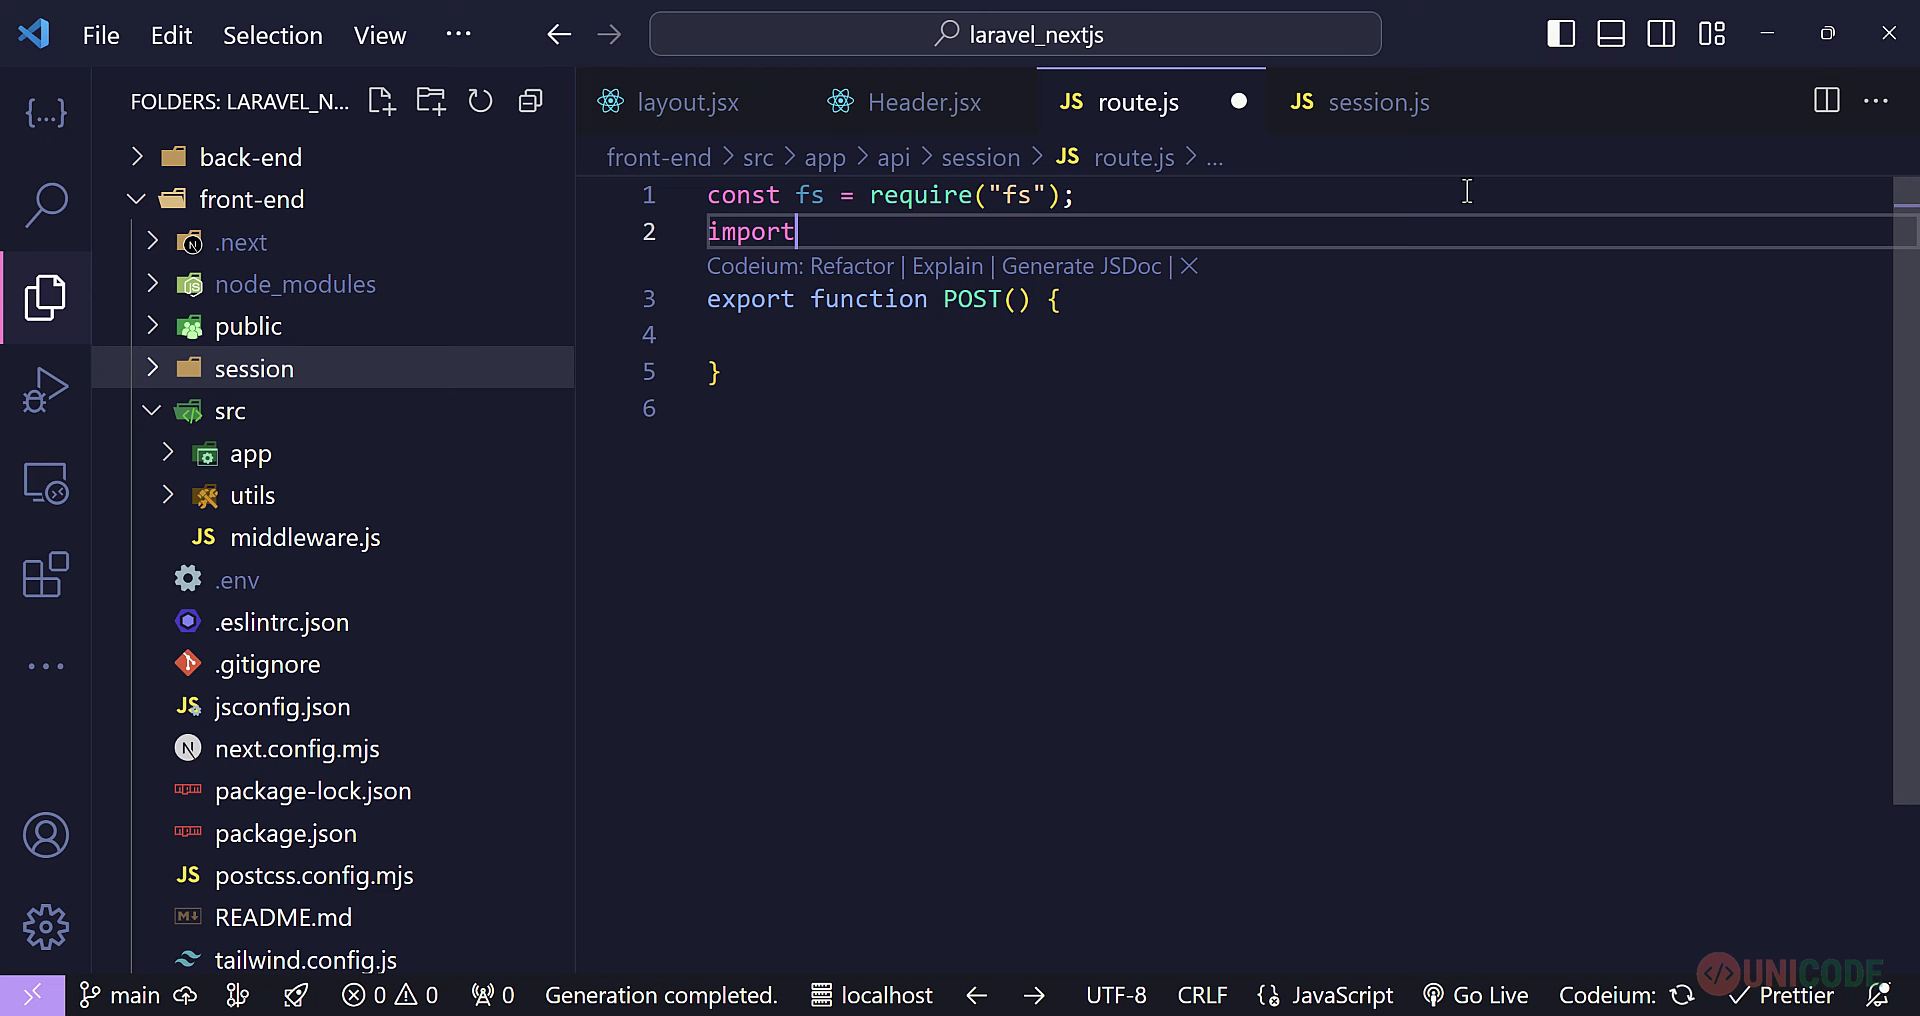 File Edit Selection View ··· laravel_nextjs
FOLDERS: LARAVEL_N...
layout.jsx Header.jsx JS route.js JS session.js
front-end > src > app > api > session > JS route.js > ...
back-end
front-end
.next
node_modules
public
session
src
app
utils
JS middleware.js
.env
.eslintrc.json
.gitignore
JS jsconfig.json
N next.config.mjs
package-lock.json
package.json
JS postcss.config.mjs
README.md
tailwind.config.js
1 const fs = require("fs");
2 import
Codeium: Refactor | Explain | Generate JSDoc | ×
3 export function POST() {
4
5 }
6
main 0 0 0 Generation completed. localhost UTF-8 CRLF JavaScript Go Live Codeium: Prettier
UNICODE